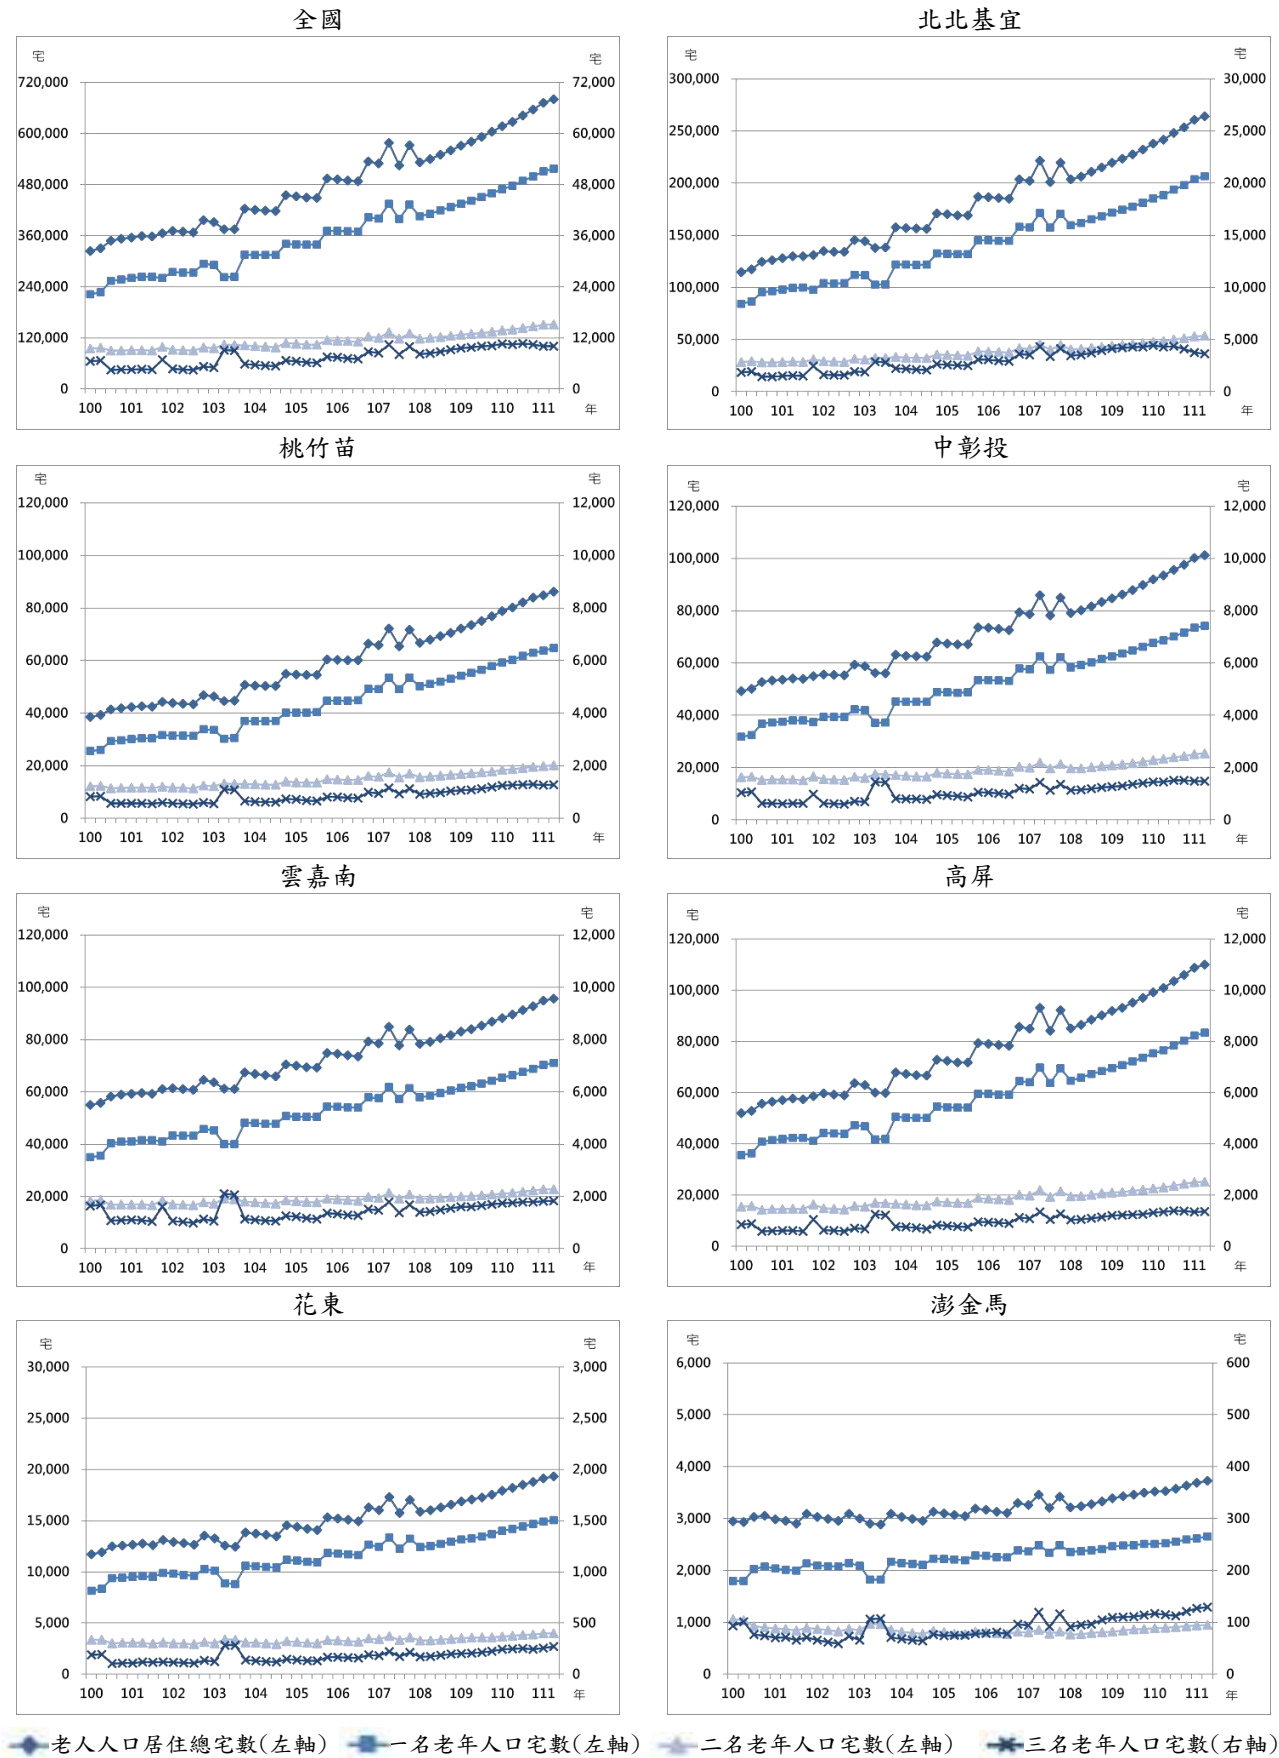 全國
宅
宅
720,000 72,000
600,000 60,000
480,000 48,000
360,000 36,000
240,000 24,000
120,000 12,000
0 0
100 101 102 103 104 105 106 107 108 109 110 111 年
北北基宜
宅
宅
300,000 30,000
250,000 25,000
200,000 20,000
150,000 15,000
100,000 10,000
50,000 5,000
0 0
100 101 102 103 104 105 106 107 108 109 110 111 年
桃竹苗
宅
宅
120,000 12,000
100,000 10,000
80,000 8,000
60,000 6,000
40,000 4,000
20,000 2,000
0 0
100 101 102 103 104 105 106 107 108 109 110 111 年
中彰投
宅
宅
120,000 12,000
100,000 10,000
80,000 8,000
60,000 6,000
40,000 4,000
20,000 2,000
0 0
100 101 102 103 104 105 106 107 108 109 110 111 年
雲嘉南
宅
宅
120,000 12,000
100,000 10,000
80,000 8,000
60,000 6,000
40,000 4,000
20,000 2,000
0 0
100 101 102 103 104 105 106 107 108 109 110 111 年
高屏
宅
宅
120,000 12,000
100,000 10,000
80,000 8,000
60,000 6,000
40,000 4,000
20,000 2,000
0 0
100 101 102 103 104 105 106 107 108 109 110 111 年
花東
宅
宅
30,000 3,000
25,000 2,500
20,000 2,000
15,000 1,500
10,000 1,000
5,000 500
0 0
100 101 102 103 104 105 106 107 108 109 110 111 年
澎金馬
宅
宅
6,000 600
5,000 500
4,000 400
3,000 300
2,000 200
1,000 100
0 0
100 101 102 103 104 105 106 107 108 109 110 111 年
老人人口居住總宅數(左軸) 一名老年人口宅數(左軸) 二名老年人口宅數(左軸) 三名老年人口宅數(右軸)